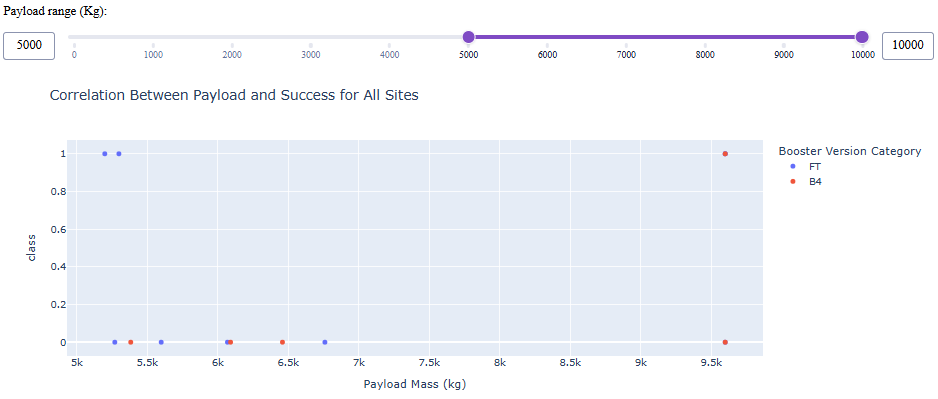 Payload range (Kg):
5000
0 1000 2000 3000 4000 5000 6000 7000 8000 9000 10000
10000
Correlation Between Payload and Success for All Sites
Booster Version Category
FT
B4
class
1
0.8
0.6
0.4
0.2
0
5k 5.5k 6k 6.5k 7k 7.5k 8k 8.5k 9k 9.5k
Payload Mass (kg)